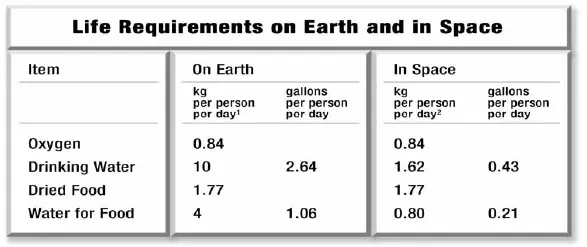 Life Requirements on Earth and in Space
Item On Earth In Space
kg gallons kg gallons
per person per person per person per person
per day¹ per day per day² per day
Oxygen 0.84 0.84
Drinking Water 10 2.64 1.62 0.43
Dried Food 1.77 1.77
Water for Food 4 1.06 0.80 0.21